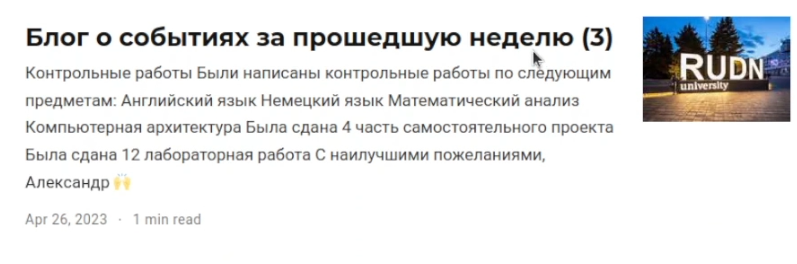 Блог о событиях за прошедшую неделю (3)
Контрольные работы Были написаны контрольные работы по следующим
предметам: Английский язык Немецкий язык Математический анализ
Компьютерная архитектура Была сдана 4 часть самостоятельного проекта
Была сдана 12 лабораторная работа С наилучшими пожеланиями,
Александр 🙌
Apr 26, 2023 · 1 min read
RUDN
university